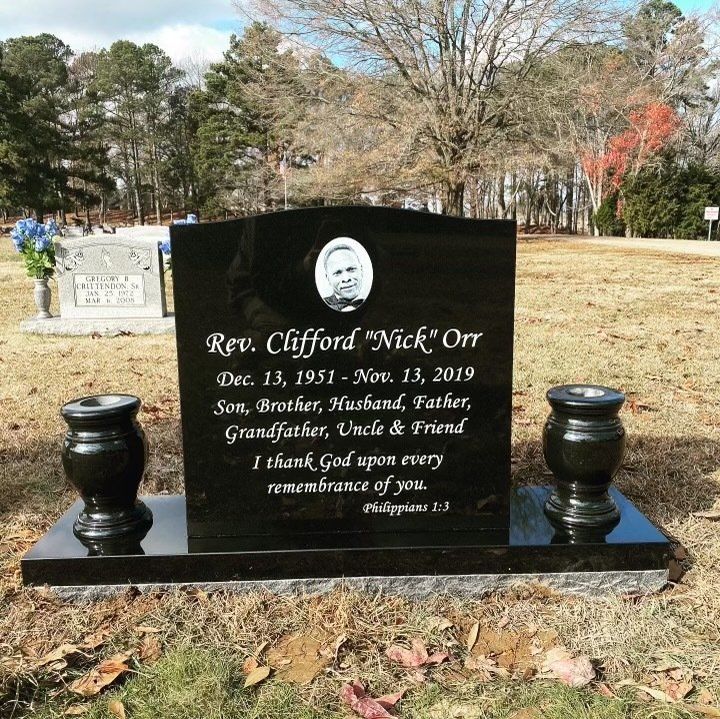 Rev. Clifford "Nick" Orr
Dec. 13, 1951 - Nov. 13, 2019
Son, Brother, Husband, Father,
Grandfather, Uncle & Friend
I thank God upon every
remembrance of you.
Philippians 1:3
GREGORY B
CRITTENDON, SR
JAN 25 1972
MAR 6 2008